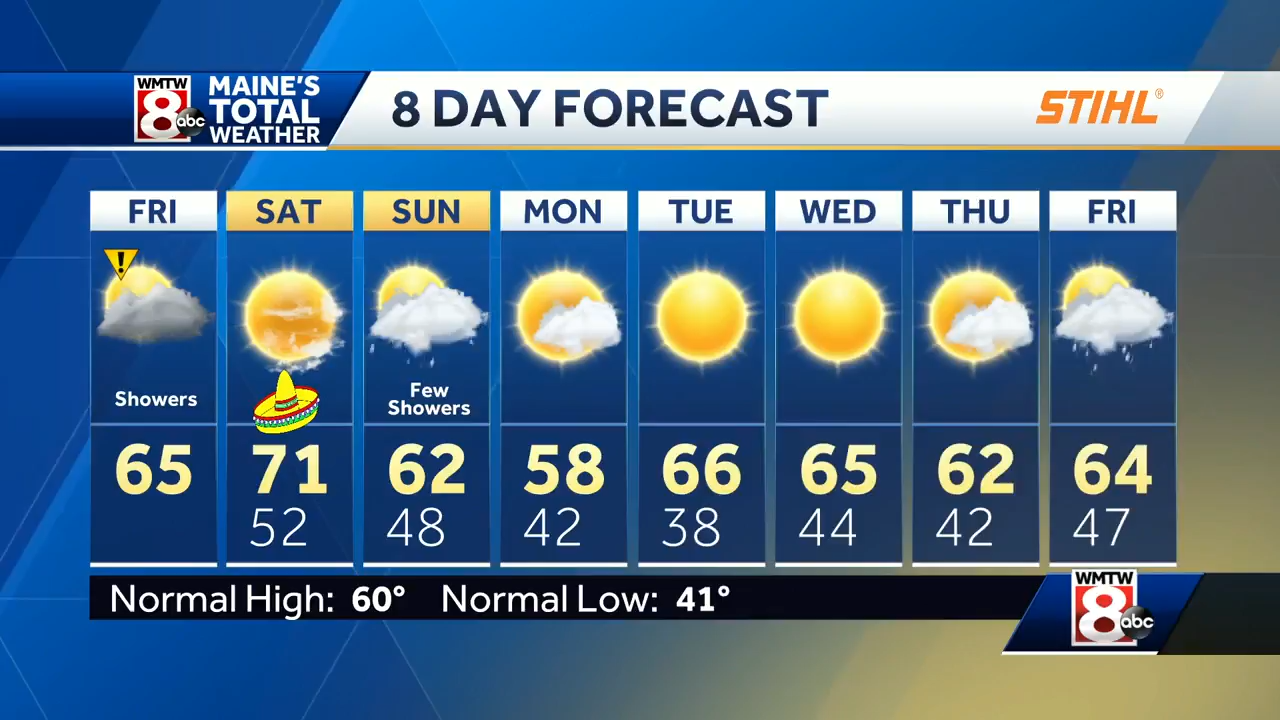 WMTW
8
abc
MAINE'S
TOTAL
WEATHER
8 DAY FORECAST
STIHL®
FRI SAT SUN MON TUE WED THU FRI
!
Showers
Few
Showers
65 71 62 58 66 65 62 64
52 48 42 38 44 42 47
Normal High: 60° Normal Low: 41°
WMTW
8
abc